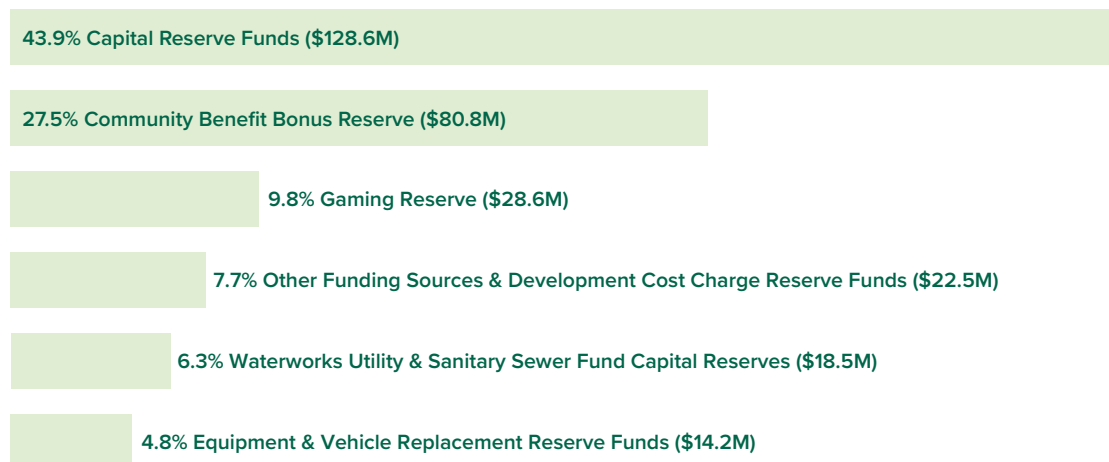 43.9% Capital Reserve Funds ($128.6M)
27.5% Community Benefit Bonus Reserve ($80.8M)
9.8% Gaming Reserve ($28.6M)
7.7% Other Funding Sources & Development Cost Charge Reserve Funds ($22.5M)
6.3% Waterworks Utility & Sanitary Sewer Fund Capital Reserves ($18.5M)
4.8% Equipment & Vehicle Replacement Reserve Funds ($14.2M)